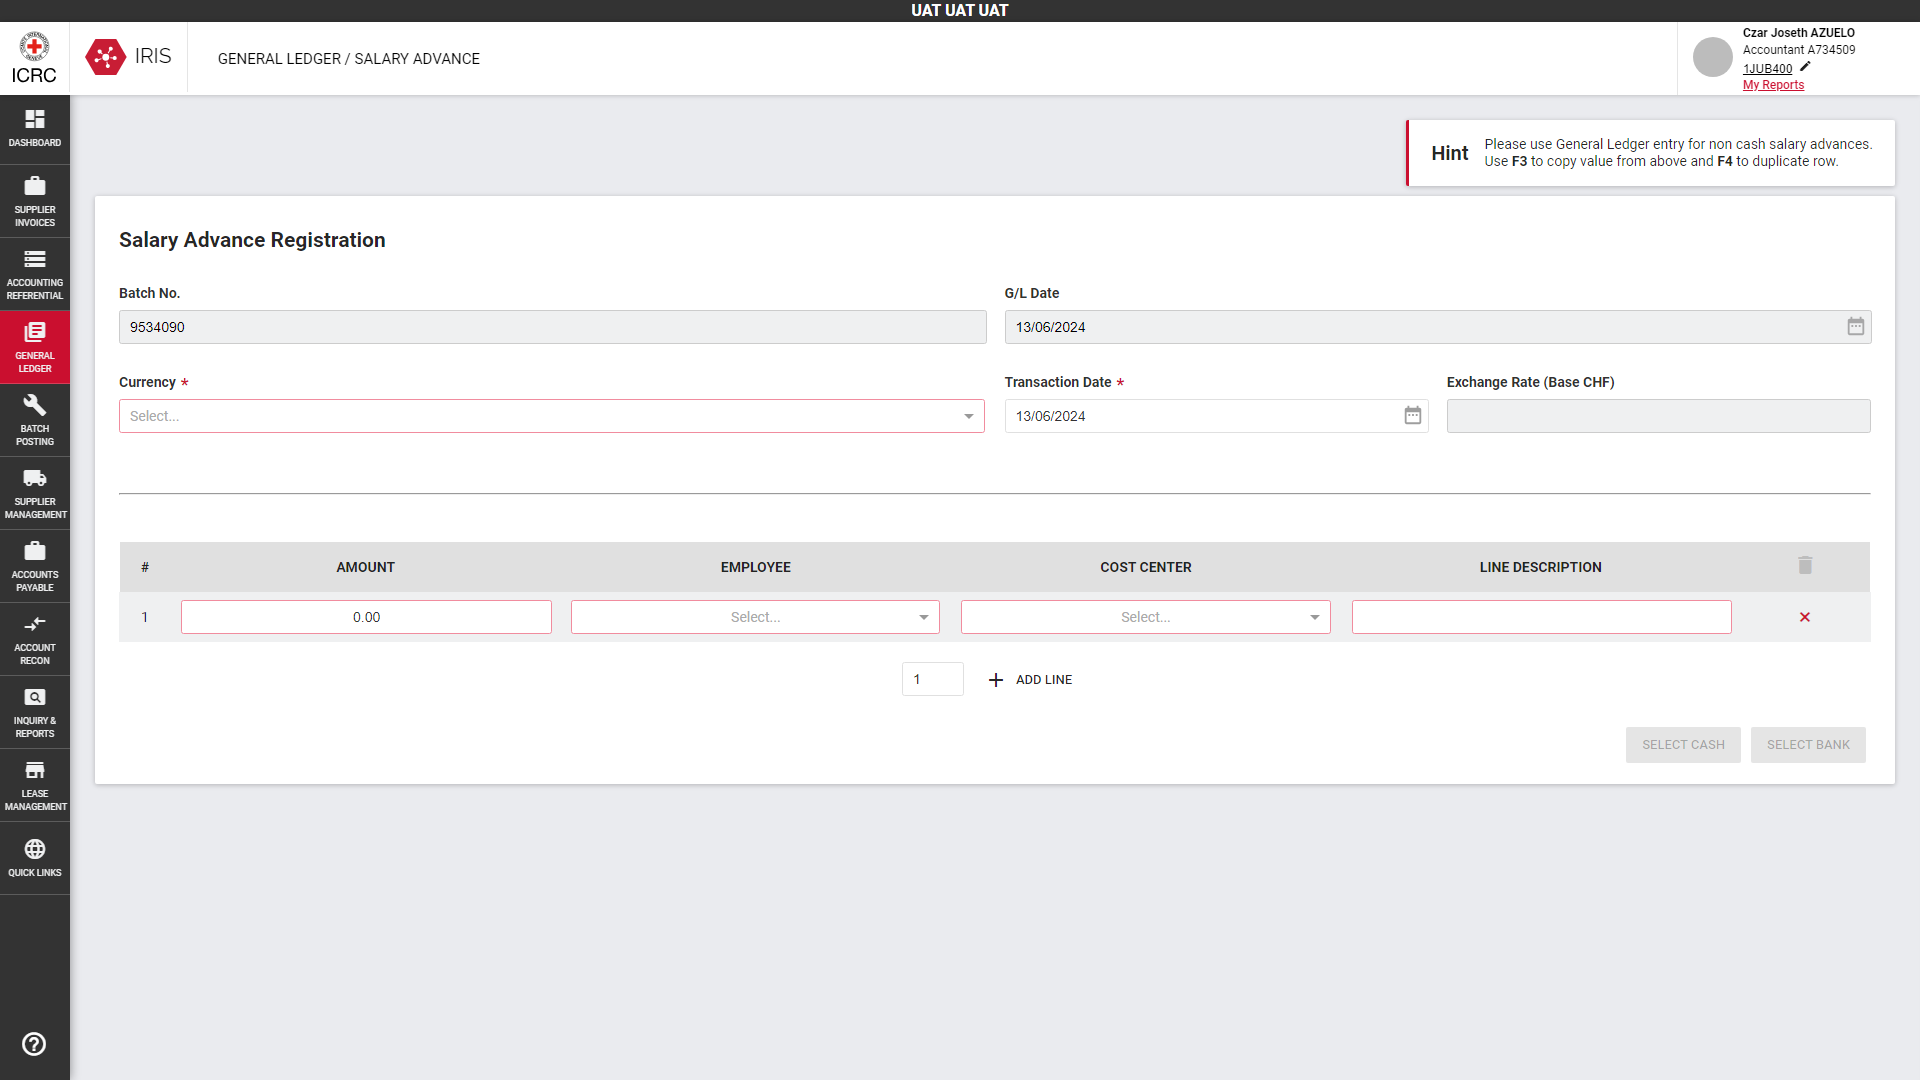 UAT UAT UAT
ICRC
IRIS
GENERAL LEDGER / SALARY ADVANCE
Czar Joseth AZUELO
Accountant A734509
1JUB400
My Reports
DASHBOARD
SUPPLIER
INVOICES
ACCOUNTING
REFERENTIAL
GENERAL
LEDGER
BATCH
POSTING
SUPPLIER
MANAGEMENT
ACCOUNTS
PAYABLE
ACCOUNT
RECON
INQUIRY &
REPORTS
LEASE
MANAGEMENT
QUICK LINKS
Hint
Please use General Ledger entry for non cash salary advances.
Use F3 to copy value from above and F4 to duplicate row.
Salary Advance Registration
Batch No.
9534090
G/L Date
13/06/2024
Currency *
Select...
Transaction Date *
13/06/2024
Exchange Rate (Base CHF)
# AMOUNT EMPLOYEE COST CENTER LINE DESCRIPTION
1 0.00 Select... Select...
1 ADD LINE
SELECT CASH SELECT BANK